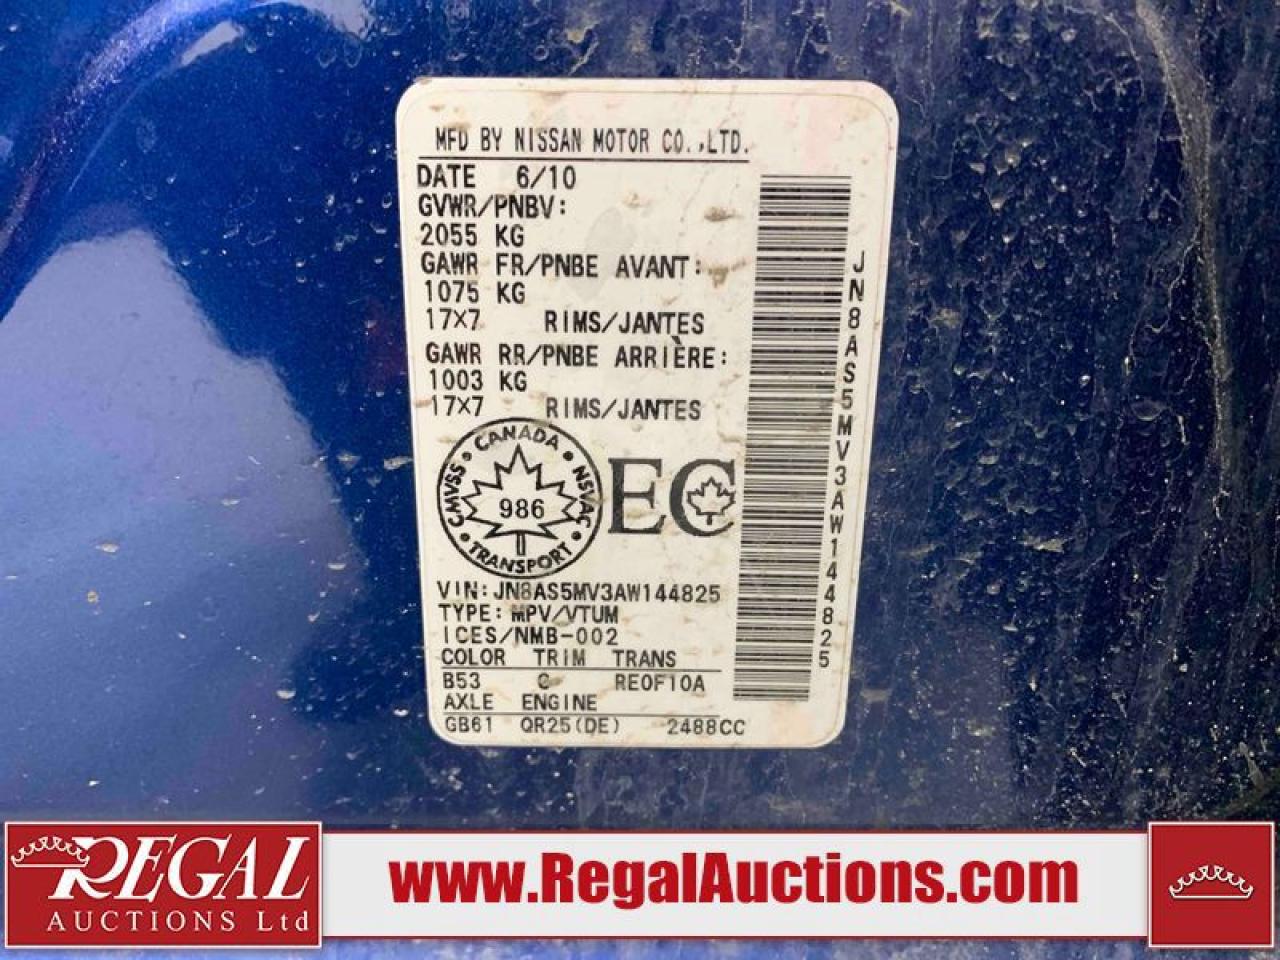 MFD BY NISSAN MOTOR CO.,LTD.
DATE 6/10
GVWR/PNBV:
2055 KG
GAWR FR/PNBE AVANT:
1075 KG
17X7 RIMS/JANTES
GAWR RR/PNBE ARRIÈRE:
1003 KG
17X7 RIMS/JANTES
CANADA
CMVSS
NSVAC
986
TRANSPORT
EC
VIN:JN8AS5MV3AW144825
TYPE:MPV/VTUM
ICES/NMB-002
COLOR TRIM TRANS
B53 C RE0F10A
AXLE ENGINE
GB61 QR25(DE) 2488CC
JN8AS5MV3AW144825
REGAL
AUCTIONS Ltd
www.RegalAuctions.com